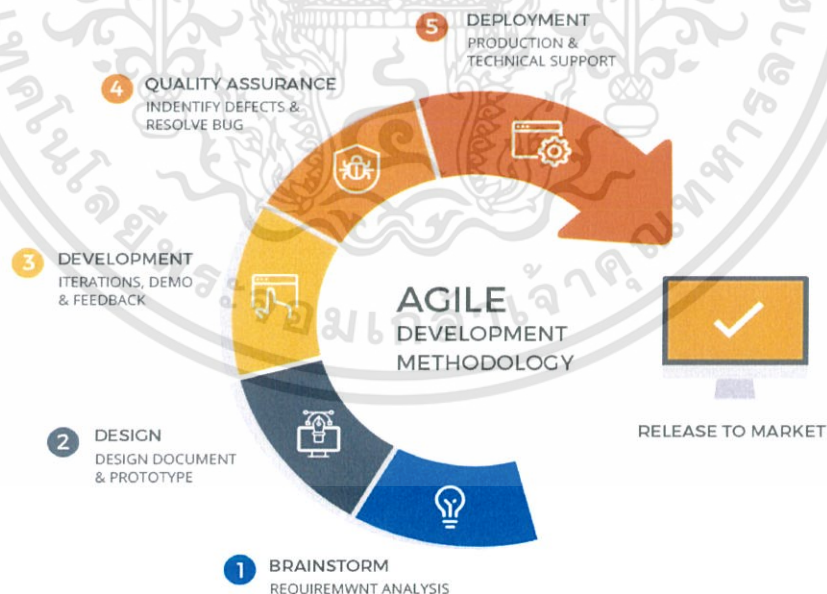 5 DEPLOYMENT
PRODUCTION &
TECHNICAL SUPPORT
4 QUALITY ASSURANCE
INDENTIFY DEFECTS &
RESOLVE BUG
3 DEVELOPMENT
ITERATIONS, DEMO
& FEEDBACK
AGILE
DEVELOPMENT
METHODOLOGY
RELEASE TO MARKET
2 DESIGN
DESIGN DOCUMENT
& PROTOTYPE
1 BRAINSTORM
REQUIREMWNT ANALYSIS